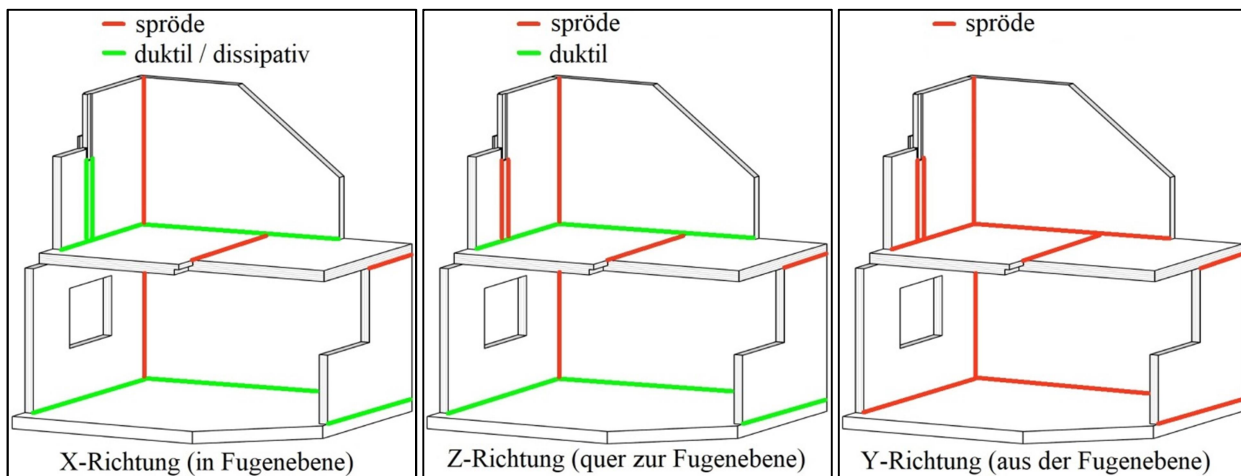 spröde
duktil / dissipativ
X-Richtung (in Fugenebene)
spröde
duktil
Z-Richtung (quer zur Fugenebene)
spröde
Y-Richtung (aus der Fugenebene)